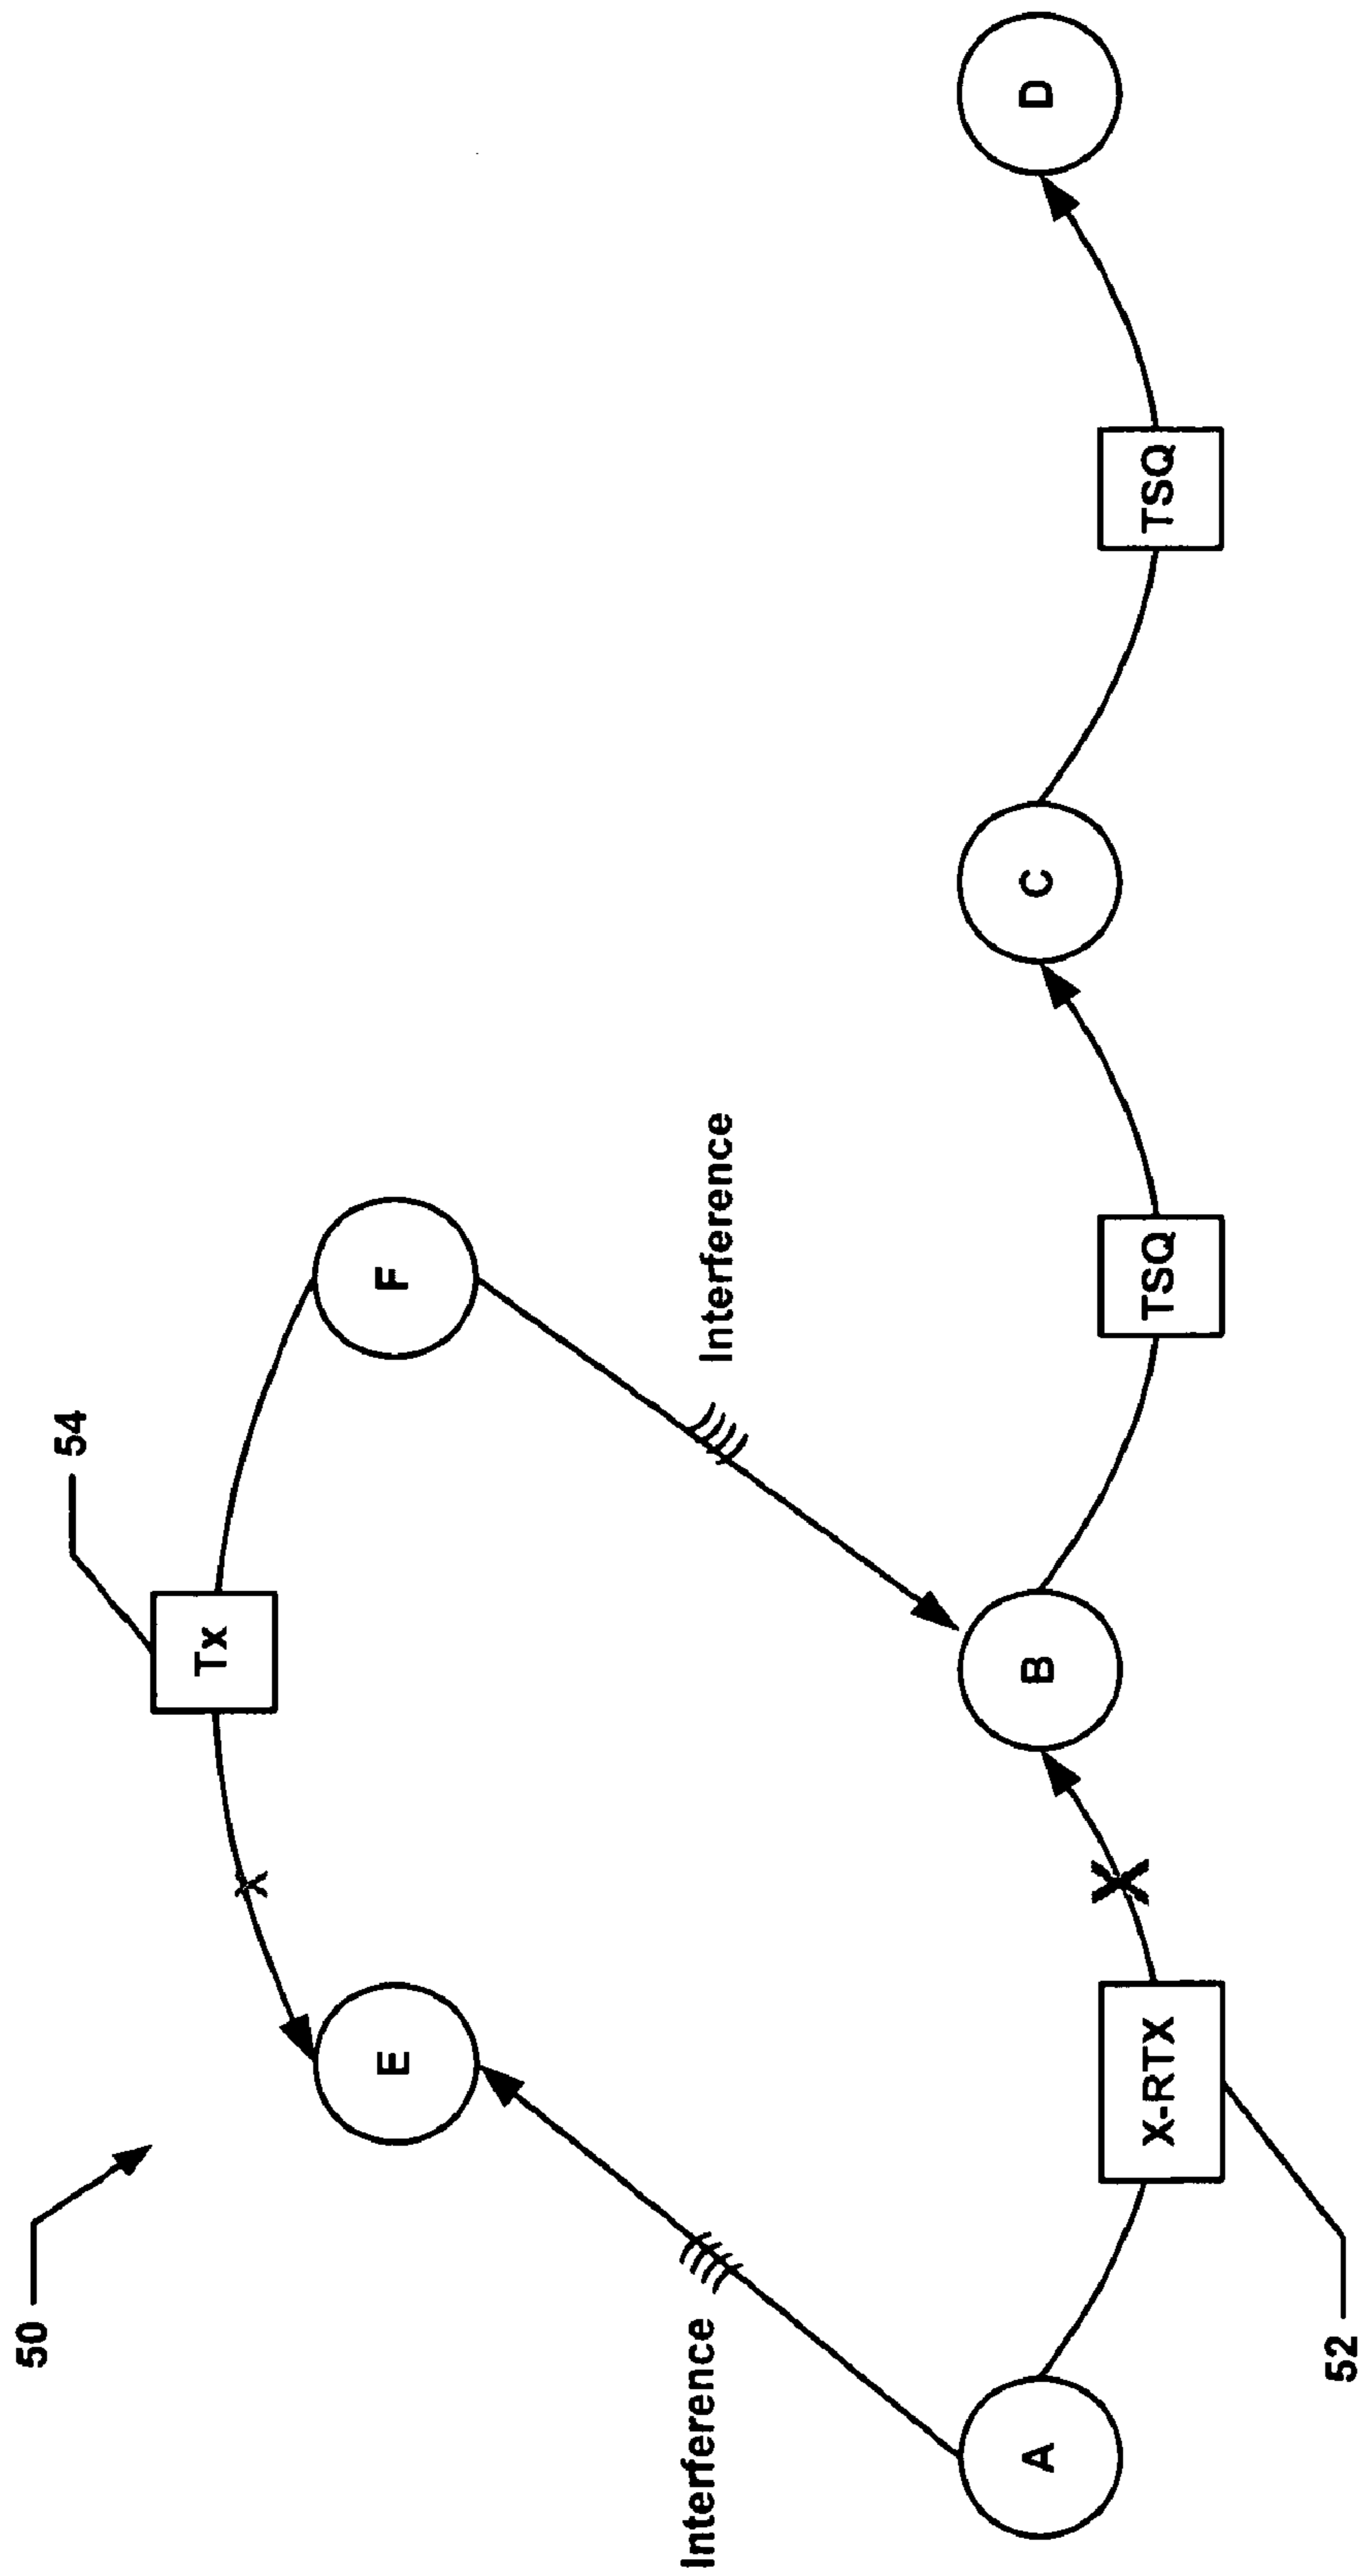 50
54
Tx
E
F
Interference
Interference
A
X-RTX
X
X
B
TSQ
C
TSQ
D
52